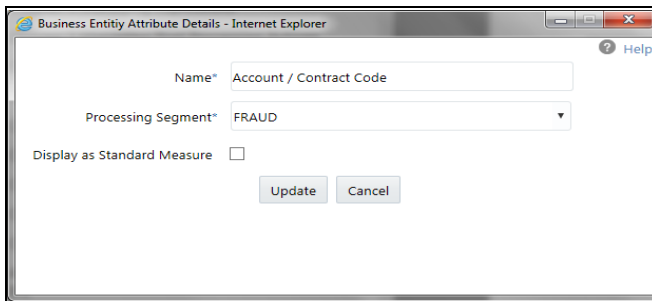 Business Entitiy Attribute Details - Internet Explorer
Help
Name* Account / Contract Code
Processing Segment* FRAUD
Display as Standard Measure
Update Cancel